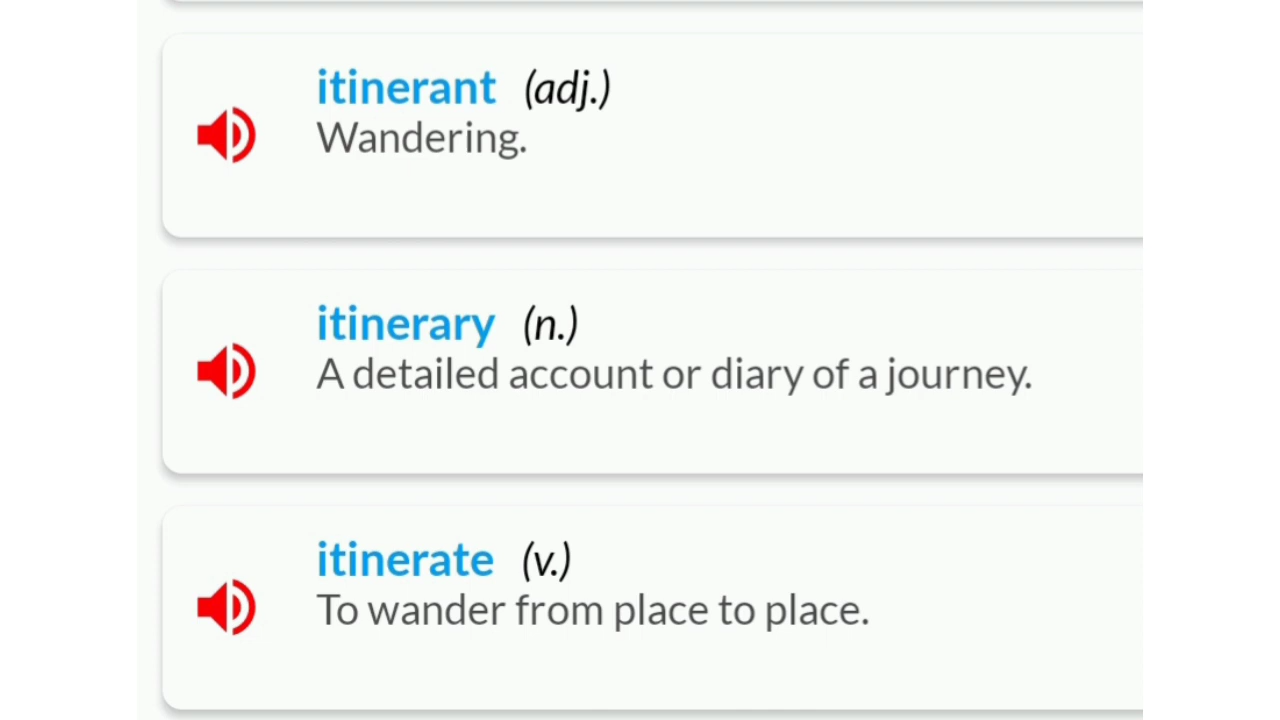 itinerant (adj.)
Wandering.
itinerary (n.)
A detailed account or diary of a journey.
itinerate (v.)
To wander from place to place.